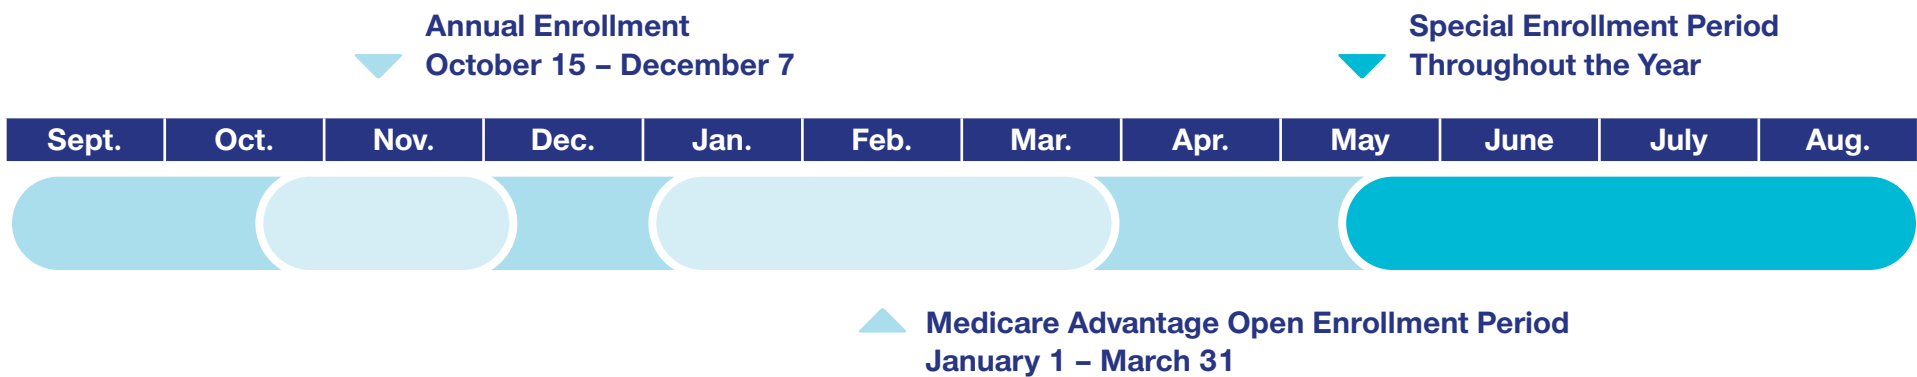 Annual Enrollment
October 15 – December 7
Special Enrollment Period
Throughout the Year
Sept. Oct. Nov. Dec. Jan. Feb. Mar. Apr. May June July Aug.
Medicare Advantage Open Enrollment Period
January 1 – March 31